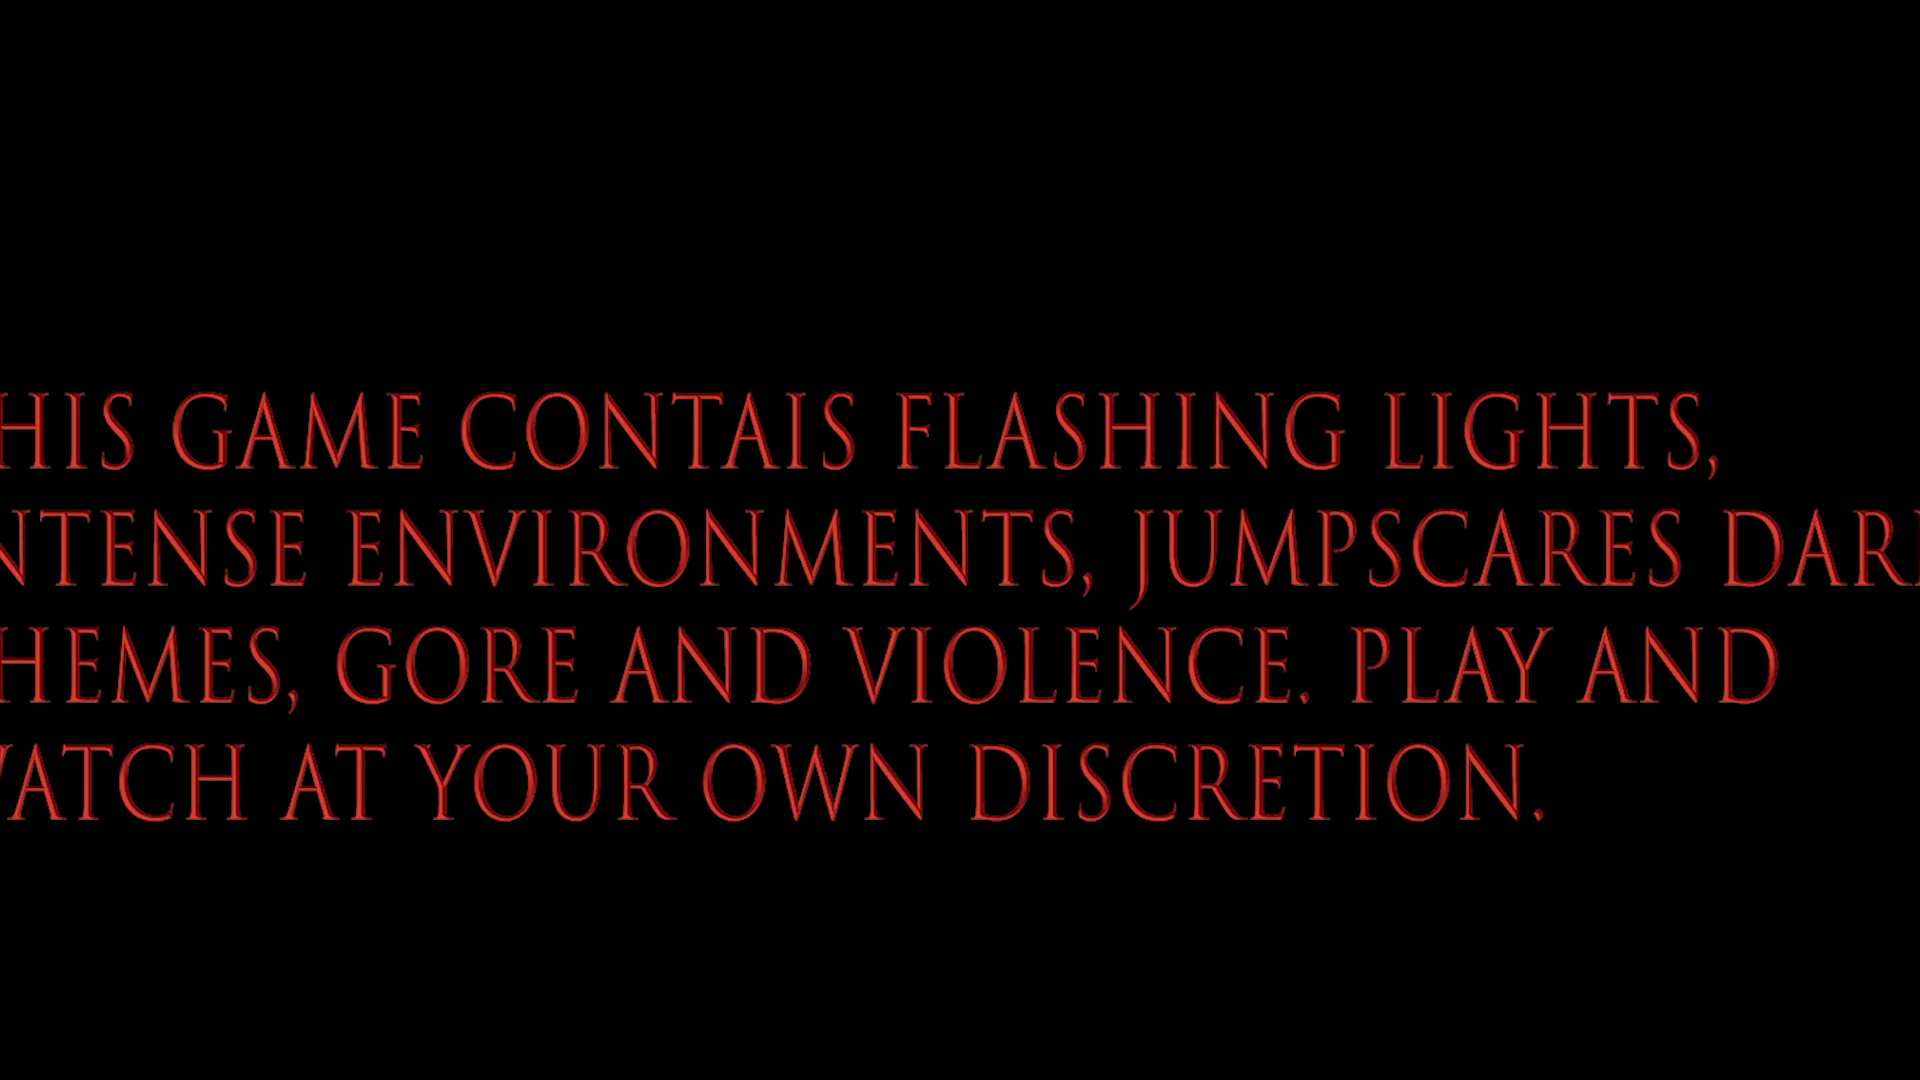 HIS GAME CONTAIS FLASHING LIGHTS,
NTENSE ENVIRONMENTS, JUMPSCARES DAR
HEMES, GORE AND VIOLENCE. PLAY AND
ATCH AT YOUR OWN DISCRETION.